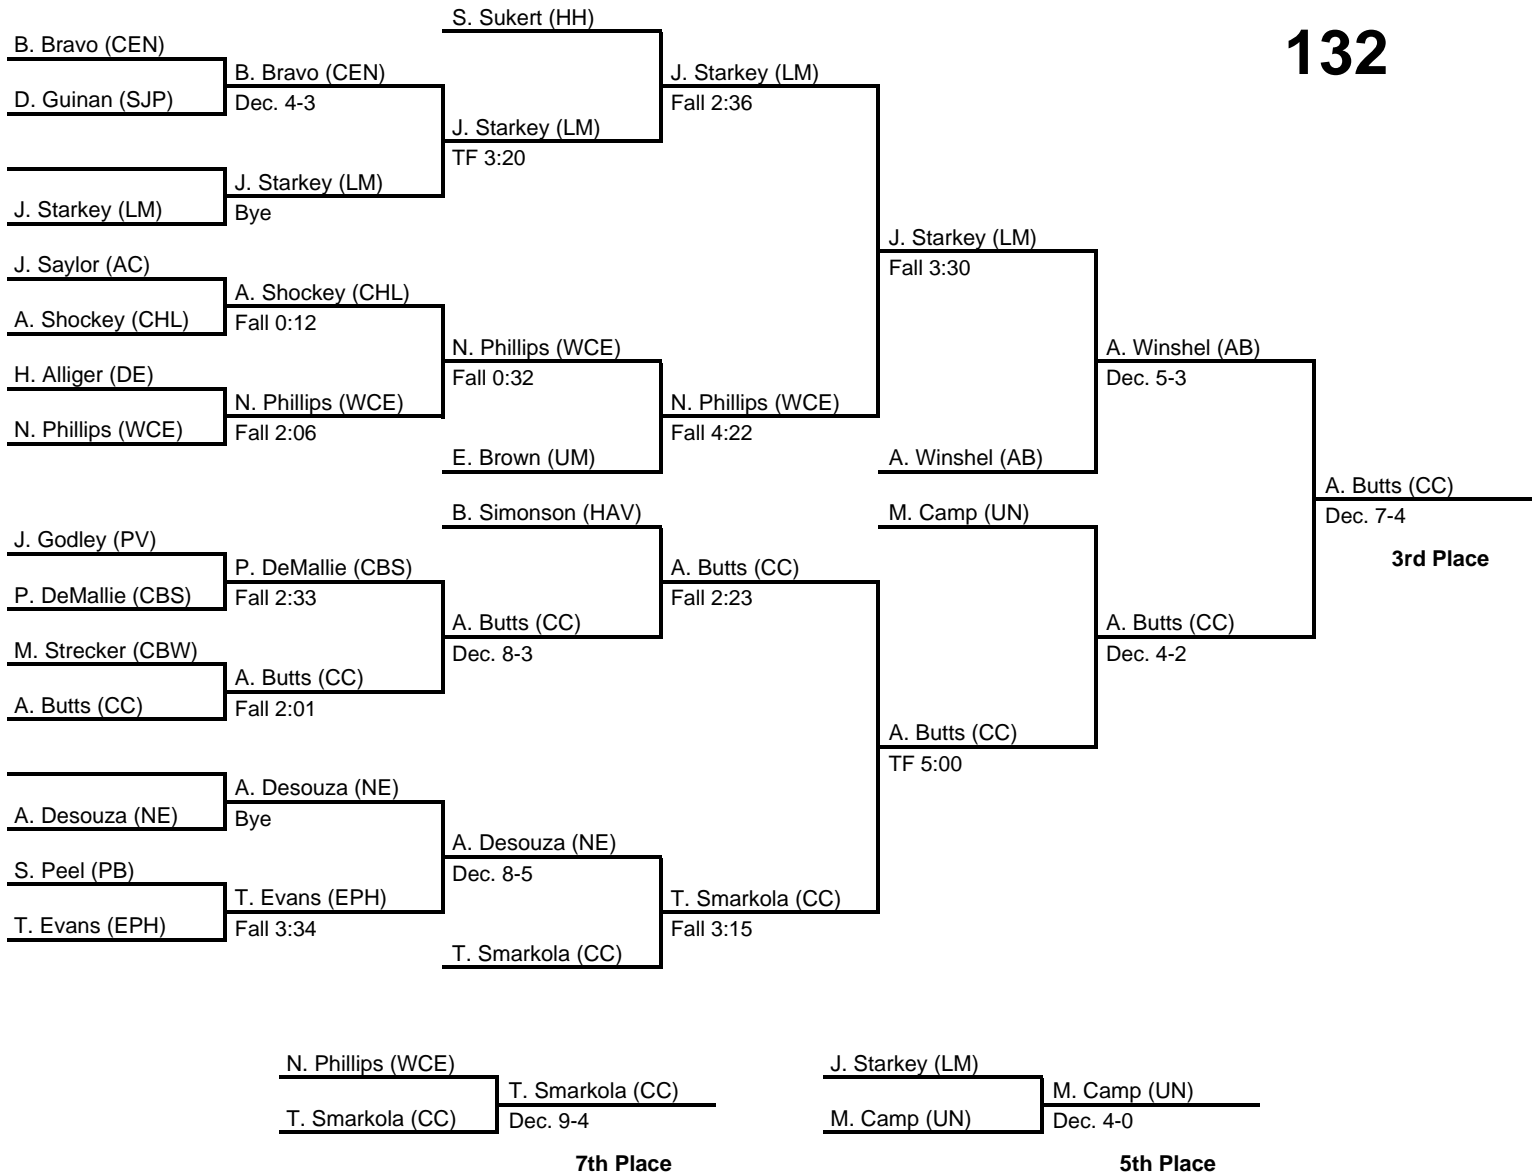 132
B. Bravo (CEN)
D. Guinan (SJP)
J. Starkey (LM)
J. Saylor (AC)
A. Shockey (CHL)
H. Alliger (DE)
N. Phillips (WCE)
J. Godley (PV)
P. DeMallie (CBS)
M. Strecker (CBW)
A. Butts (CC)
A. Desouza (NE)
S. Peel (PB)
T. Evans (EPH)
B. Bravo (CEN)
Dec. 4-3
J. Starkey (LM)
Bye
A. Shockey (CHL)
Fall 0:12
N. Phillips (WCE)
Fall 2:06
P. DeMallie (CBS)
Fall 2:33
A. Butts (CC)
Fall 2:01
A. Desouza (NE)
Bye
T. Evans (EPH)
Fall 3:34
S. Sukert (HH)
J. Starkey (LM)
TF 3:20
N. Phillips (WCE)
Fall 0:32
E. Brown (UM)
B. Simonson (HAV)
A. Butts (CC)
Dec. 8-3
A. Desouza (NE)
Dec. 8-5
T. Smarkola (CC)
J. Starkey (LM)
Fall 2:36
N. Phillips (WCE)
Fall 4:22
A. Butts (CC)
Fall 2:23
T. Smarkola (CC)
Fall 3:15
J. Starkey (LM)
Fall 3:30
A. Winshel (AB)
M. Camp (UN)
A. Butts (CC)
TF 5:00
A. Winshel (AB)
Dec. 5-3
A. Butts (CC)
Dec. 4-2
A. Butts (CC)
Dec. 7-4
3rd Place
N. Phillips (WCE)
T. Smarkola (CC)
T. Smarkola (CC)
Dec. 9-4
7th Place
J. Starkey (LM)
M. Camp (UN)
M. Camp (UN)
Dec. 4-0
5th Place